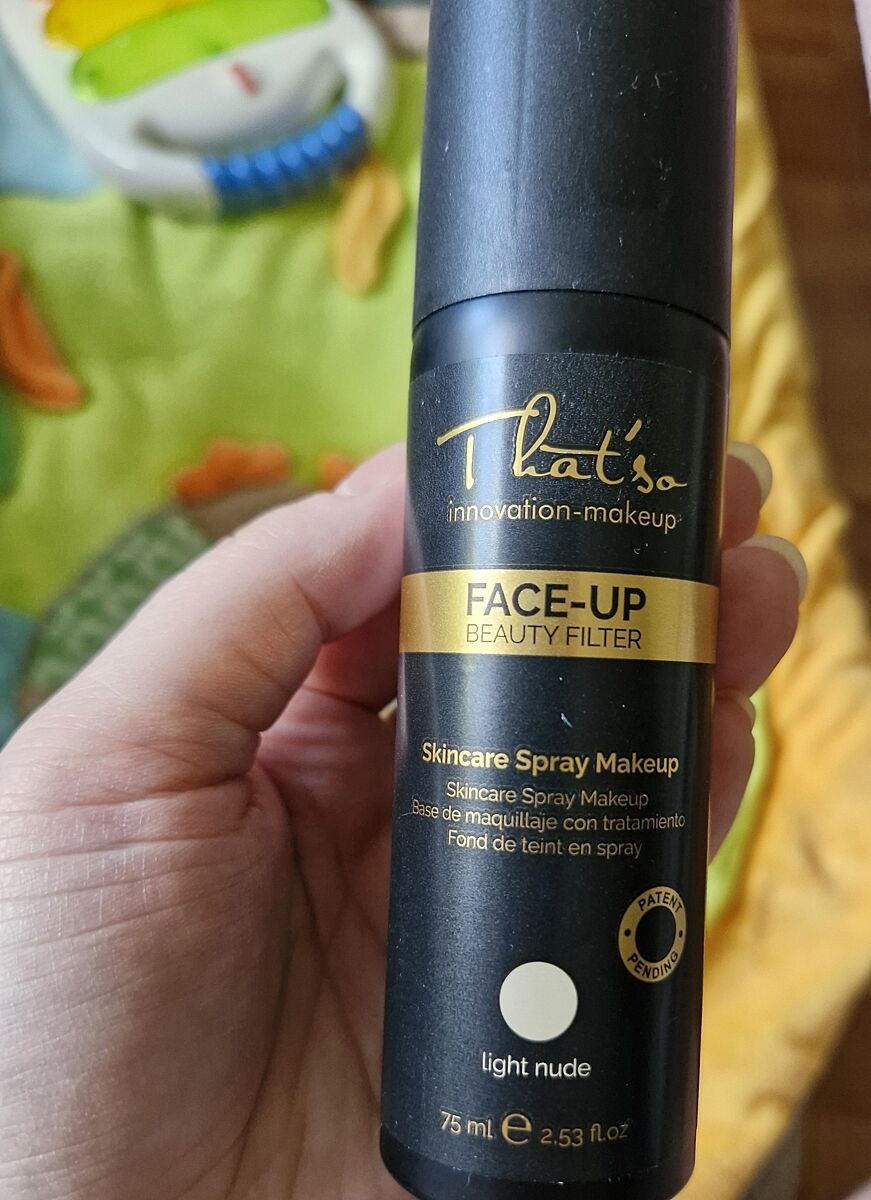 That'so
innovation-makeup
FACE-UP
BEAUTY FILTER
Skincare Spray Makeup
Skincare Spray Makeup
Base de maquillaje con tratamiento
Fond de teint en spray
PATENT
PENDING
light nude
75 ml ℮ 2.53 fl.oz